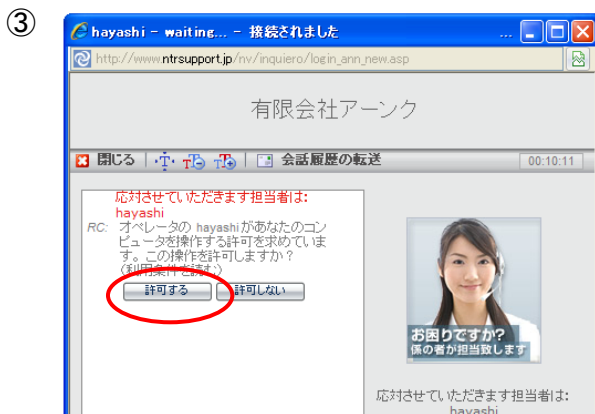 ③
hayashi - waiting... - 接続されました ...
http://www.ntrsupport.jp/nv/inquiero/login_ann_new.asp
有限会社アーンク
閉じる T T T 会話履歴の転送 00:10:11
応対させていただきます担当者は:
hayashi
RC: オペレータの hayashiがあなたのコン
ピュータを操作する許可を求めていま
す。この操作を許可しますか？
(利用条件を読む)
許可する 許可しない
お困りですか?
係の者が担当致します
応対させていただきます担当者は:
hayashi